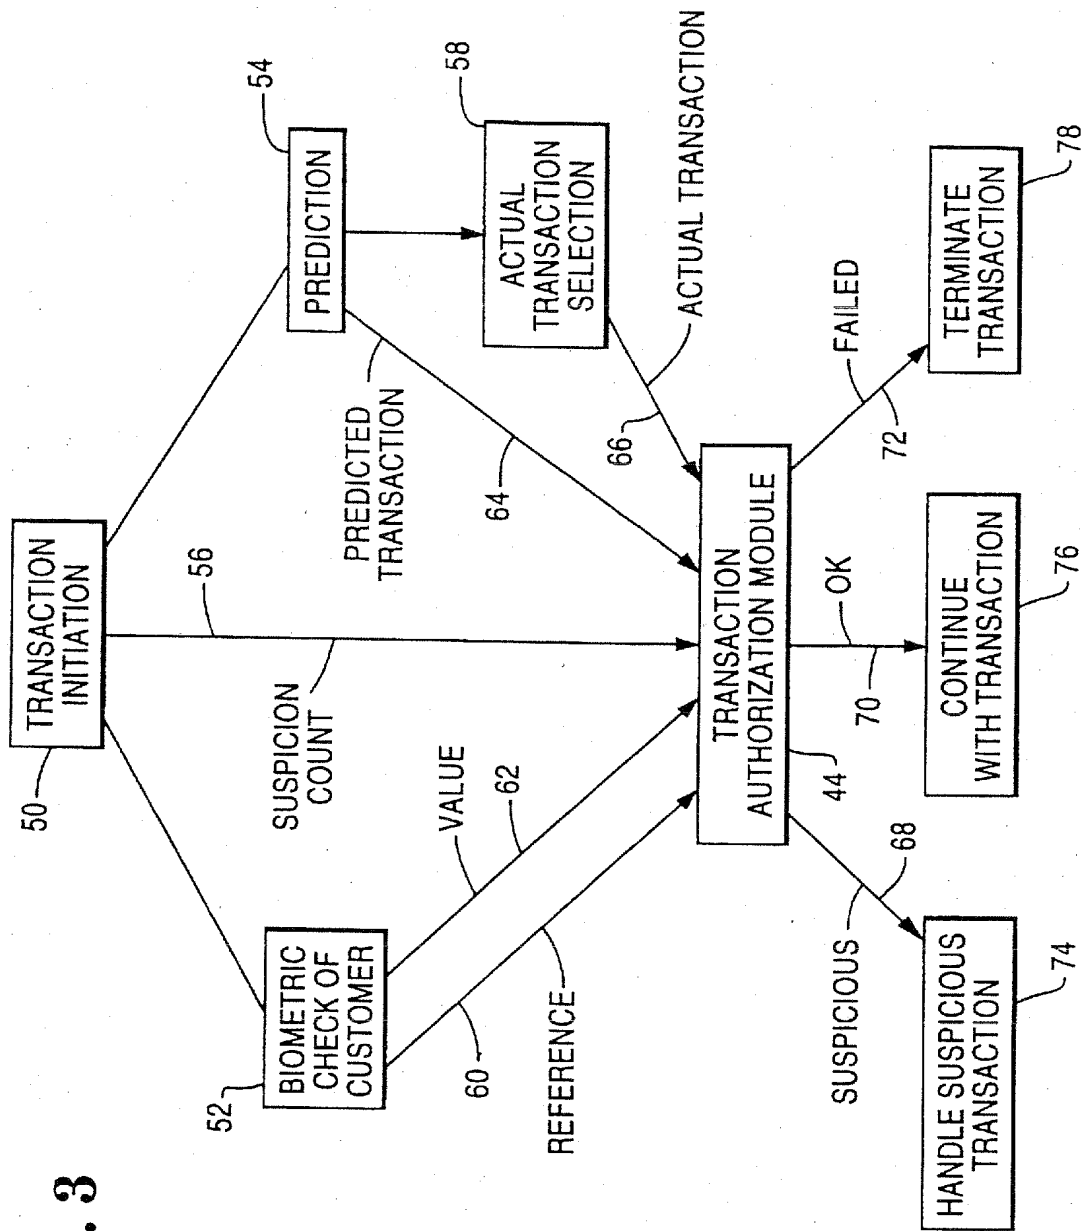 TRANSACTION
INITIATION
50
BIOMETRIC
CHECK OF
CUSTOMER
52
PREDICTION
54
SUSPICION
COUNT
56
ACTUAL
TRANSACTION
SELECTION
58
VALUE
62
60
REFERENCE
PREDICTED
TRANSACTION
64
66
ACTUAL TRANSACTION
TRANSACTION
AUTHORIZATION MODULE
44
SUSPICIOUS
68
OK
70
FAILED
72
HANDLE SUSPICIOUS
TRANSACTION
74
CONTINUE
WITH TRANSACTION
76
TERMINATE
TRANSACTION
78
. 3